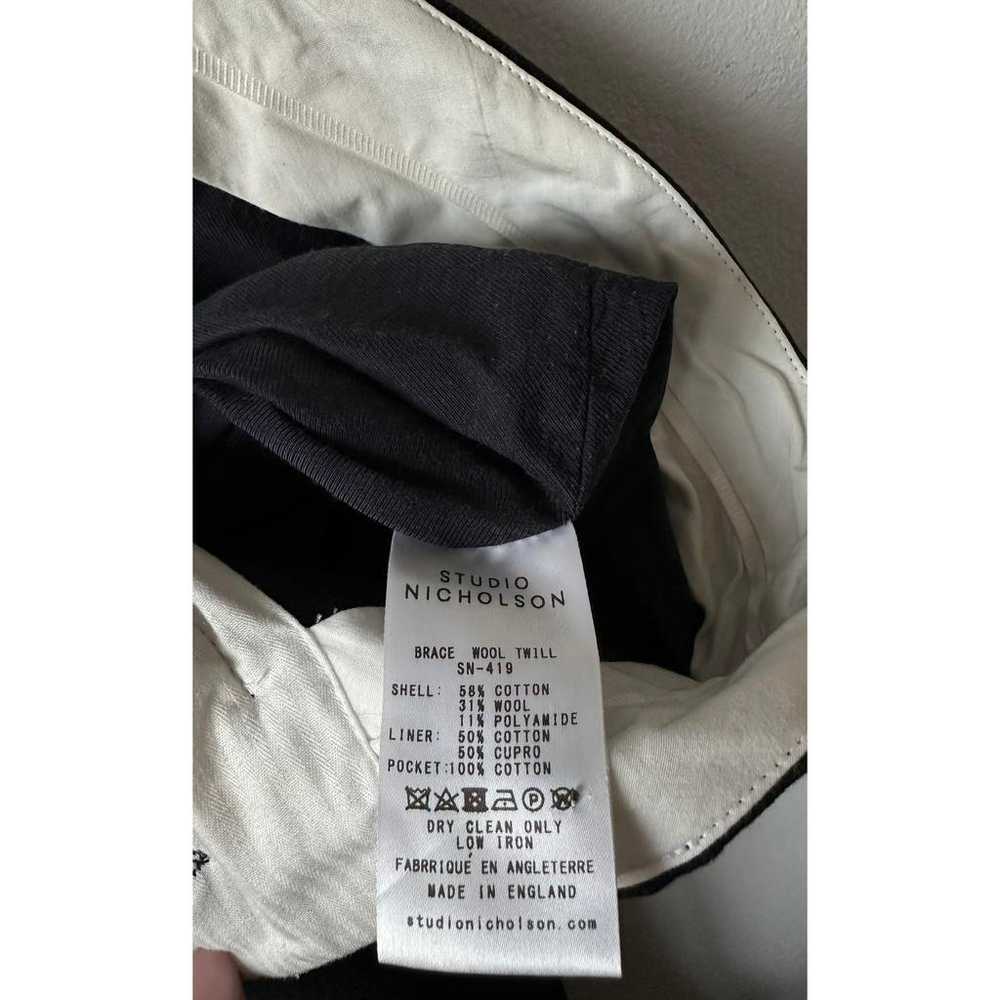 STUDIO
NICHOLSON
BRACE WOOL TWILL
SN-419
SHELL: 58% COTTON
31% WOOL
11% POLYAMIDE
LINER: 50% COTTON
50% CUPRO
POCKET:100% COTTON
DRY CLEAN ONLY
LOW IRON
FABRRIQUÉ EN ANGLETERRE
MADE IN ENGLAND
studionicholson.com